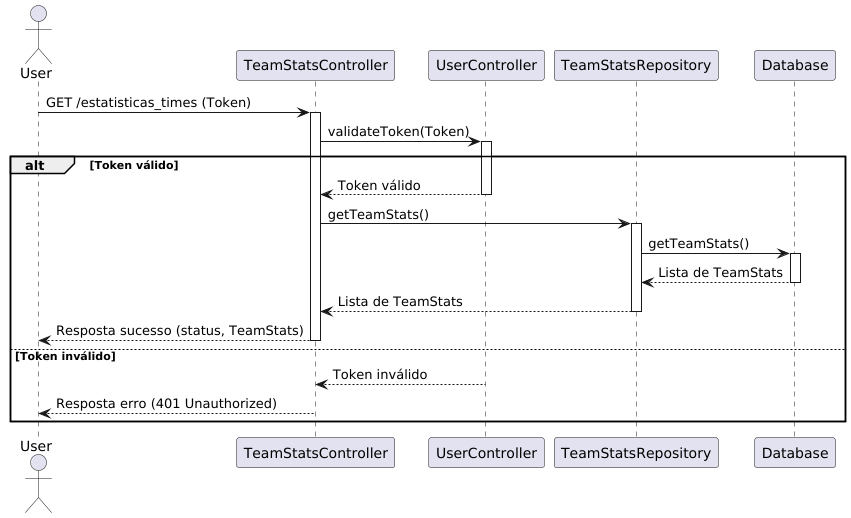 User
TeamStatsController
UserController
TeamStatsRepository
Database
GET /estatisticas_times (Token)
validateToken(Token)
alt
[Token válido]
Token válido
getTeamStats()
getTeamStats()
Lista de TeamStats
Lista de TeamStats
Resposta sucesso (status, TeamStats)
[Token inválido]
Token inválido
Resposta erro (401 Unauthorized)
User
TeamStatsController
UserController
TeamStatsRepository
Database